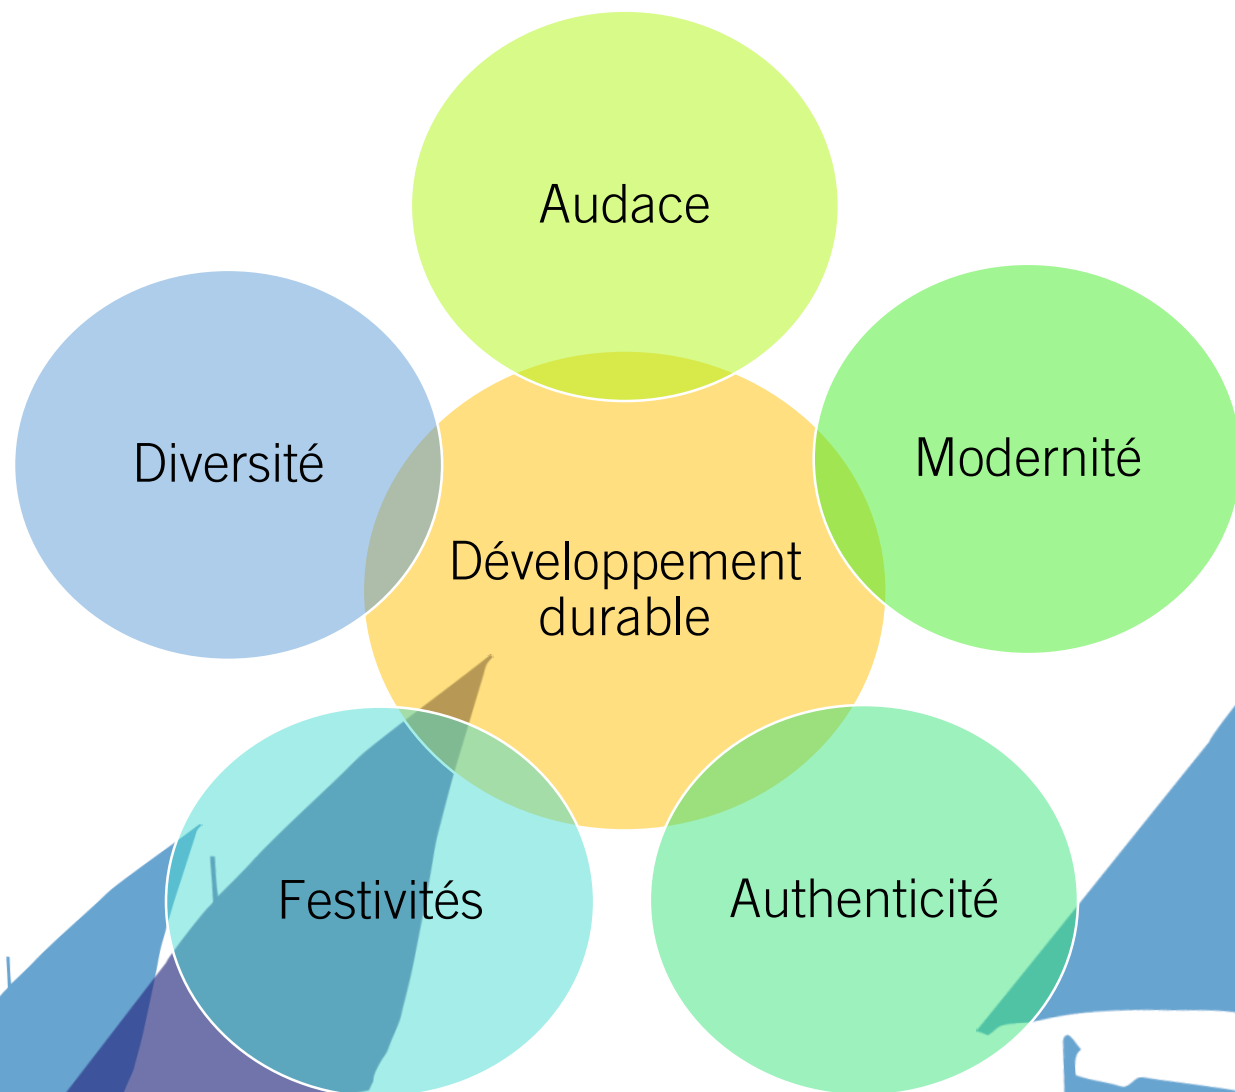 Audace
Diversité
Modernité
Développement
durable
Festivités
Authenticité